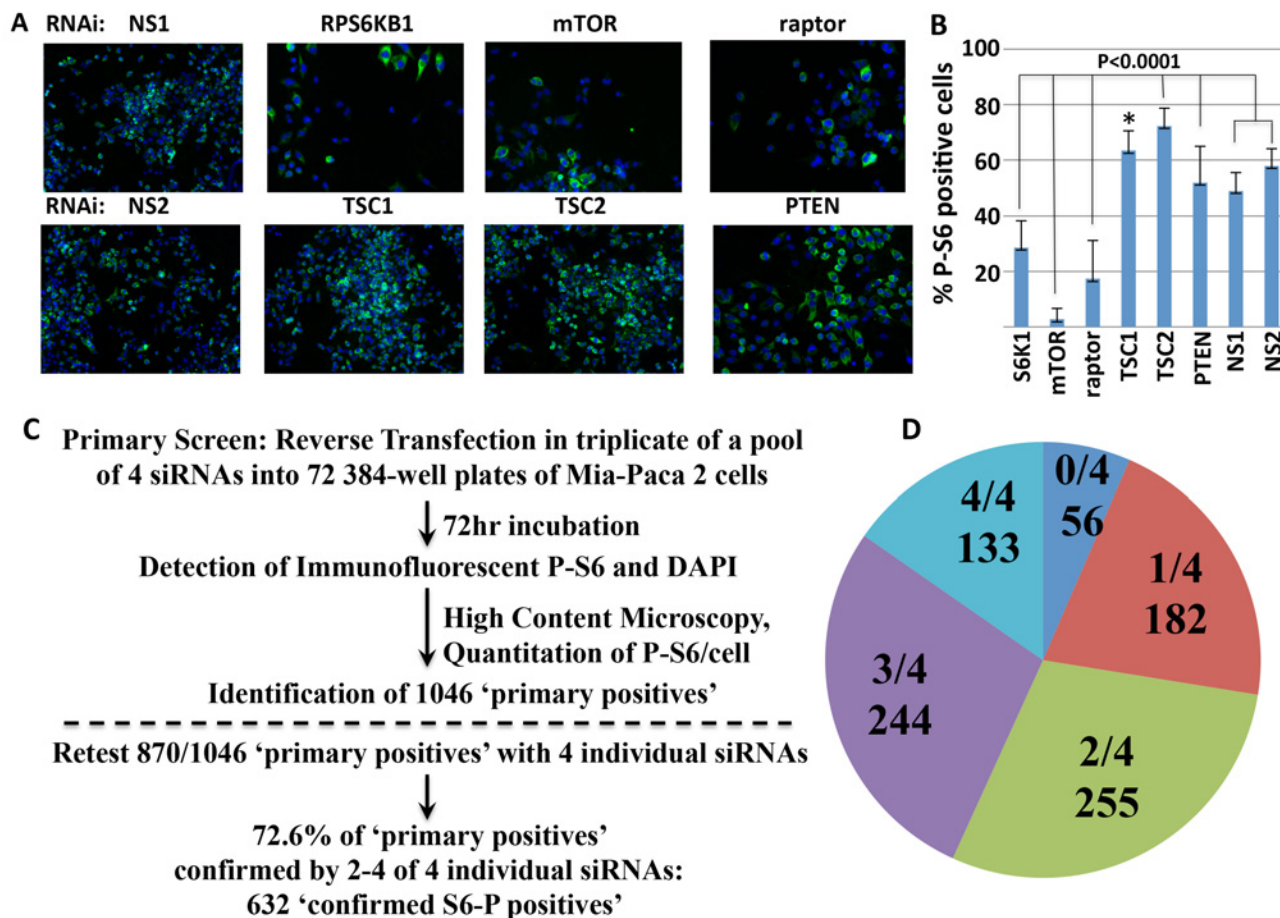 A
RNAi: NS1
RPS6KB1
mTOR
raptor
RNAi: NS2
TSC1
TSC2
PTEN
B
% P-S6 positive cells
100
80
60
40
20
P<0.0001
*
S6K1
mTOR
raptor
TSC1
TSC2
PTEN
NS1
NS2
C
Primary Screen: Reverse Transfection in triplicate of a pool
of 4 siRNAs into 72 384-well plates of Mia-Paca 2 cells
72hr incubation
Detection of Immunofluorescent P-S6 and DAPI
High Content Microscopy,
Quantitation of P-S6/cell
Identification of 1046 ‘primary positives’
Retest 870/1046 ‘primary positives’ with 4 individual siRNAs
72.6% of ‘primary positives’
confirmed by 2-4 of 4 individual siRNAs:
632 ‘confirmed S6-P positives’
D
0/4
56
1/4
182
2/4
255
3/4
244
4/4
133